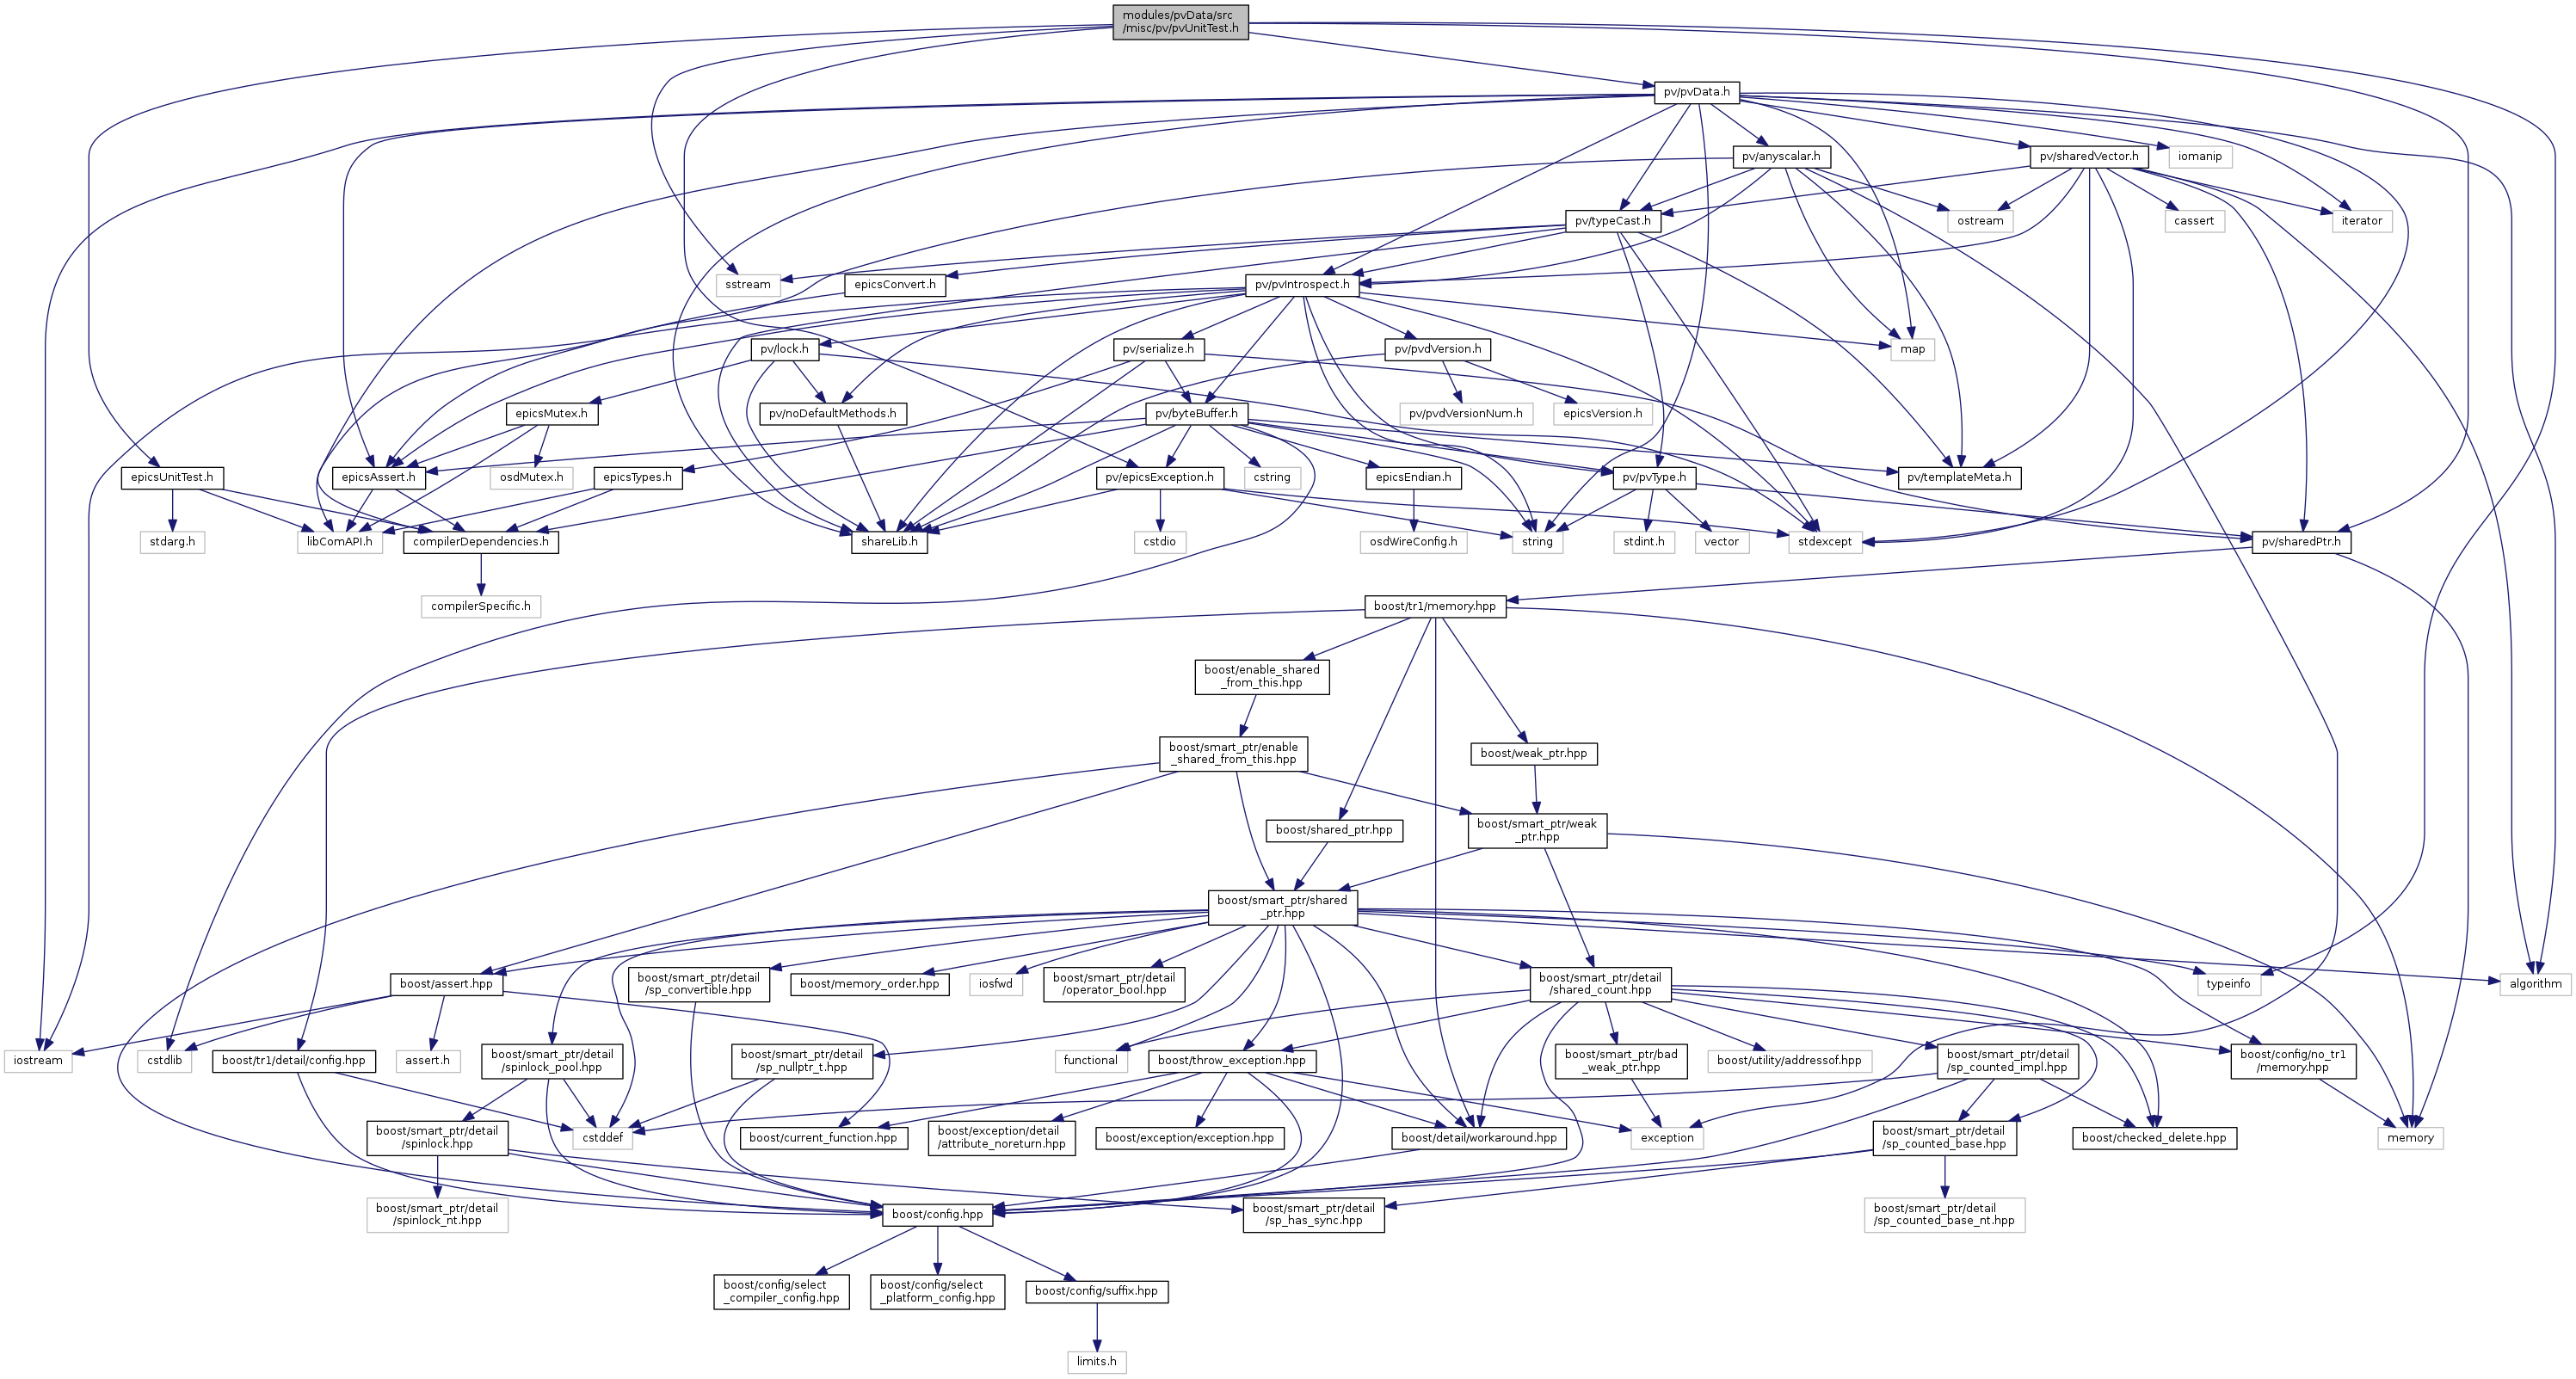 modules/pvData/src
/misc/pv/pvUnitTest.h
pv/pvData.h
pv/anyscalar.h
pv/sharedVector.h
iomanip
pv/typeCast.h
ostream
cassert
iterator
sstream
epicsConvert.h
pv/pvIntrospect.h
pv/lock.h
pv/serialize.h
pv/pvdVersion.h
map
epicsMutex.h
pv/noDefaultMethods.h
pv/byteBuffer.h
pv/pvdVersionNum.h
epicsVersion.h
epicsUnitTest.h
epicsAssert.h
osdMutex.h
epicsTypes.h
pv/epicsException.h
cstring
epicsEndian.h
pv/pvType.h
pv/templateMeta.h
stdarg.h
libComAPI.h
compilerDependencies.h
shareLib.h
cstdio
osdWireConfig.h
string
stdint.h
vector
stdexcept
pv/sharedPtr.h
compilerSpecific.h
boost/tr1/memory.hpp
boost/enable_shared
_from_this.hpp
boost/smart_ptr/enable
_shared_from_this.hpp
boost/weak_ptr.hpp
boost/shared_ptr.hpp
boost/smart_ptr/weak
_ptr.hpp
boost/smart_ptr/shared
_ptr.hpp
boost/assert.hpp
boost/smart_ptr/detail
/sp_convertible.hpp
boost/memory_order.hpp
iosfwd
boost/smart_ptr/detail
/operator_bool.hpp
boost/smart_ptr/detail
/shared_count.hpp
typeinfo
algorithm
iostream
cstdlib
boost/tr1/detail/config.hpp
assert.h
boost/smart_ptr/detail
/spinlock_pool.hpp
boost/smart_ptr/detail
/sp_nullptr_t.hpp
functional
boost/throw_exception.hpp
boost/smart_ptr/bad
_weak_ptr.hpp
boost/utility/addressof.hpp
boost/smart_ptr/detail
/sp_counted_impl.hpp
boost/config/no_tr1
/memory.hpp
boost/smart_ptr/detail
/spinlock.hpp
cstddef
boost/current_function.hpp
boost/exception/detail
/attribute_noreturn.hpp
boost/exception/exception.hpp
boost/detail/workaround.hpp
exception
boost/smart_ptr/detail
/sp_counted_base.hpp
boost/checked_delete.hpp
memory
boost/smart_ptr/detail
/spinlock_nt.hpp
boost/config.hpp
boost/smart_ptr/detail
/sp_has_sync.hpp
boost/smart_ptr/detail
/sp_counted_base_nt.hpp
boost/config/select
_compiler_config.hpp
boost/config/select
_platform_config.hpp
boost/config/suffix.hpp
limits.h